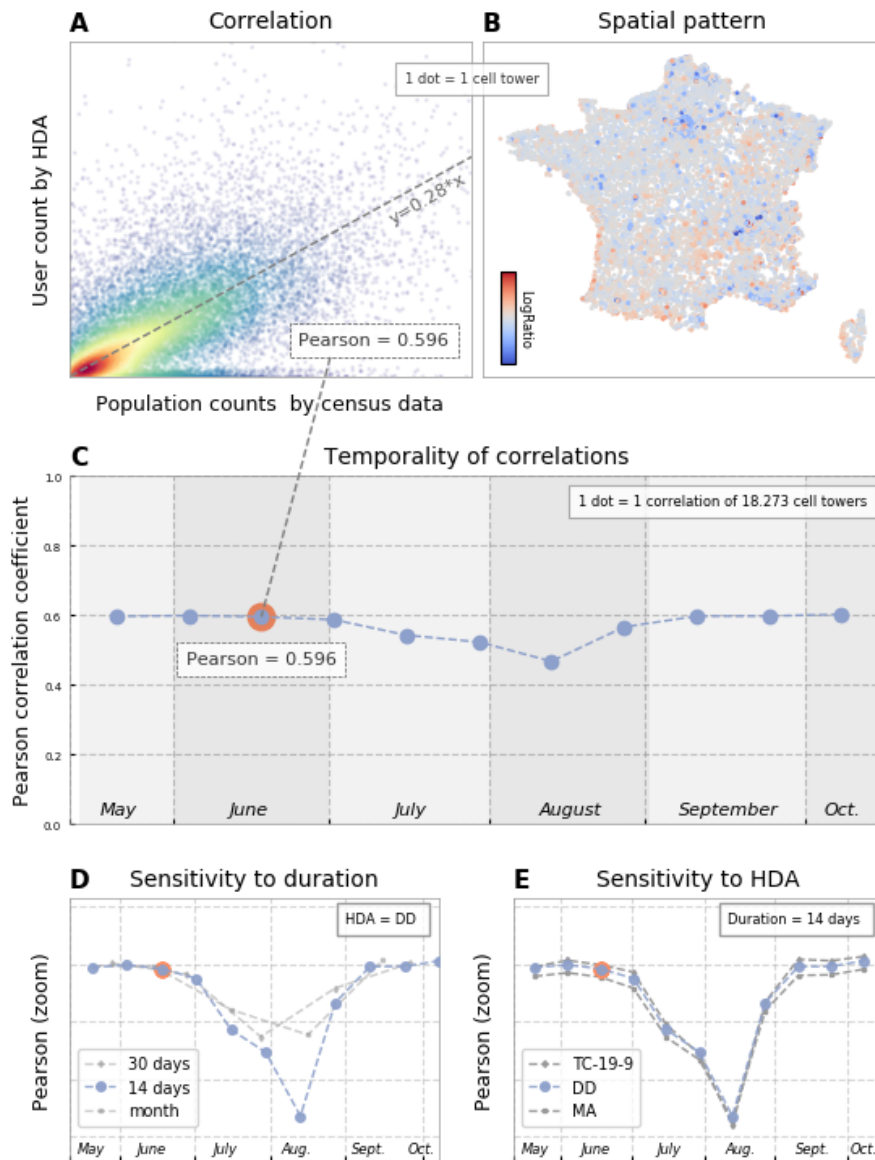 A Correlation
B Spatial pattern
1 dot = 1 cell tower
User count by HDA
y=0.28*x
Pearson = 0.596
LogRatio
Population counts by census data
C Temporality of correlations
1 dot = 1 correlation of 18.273 cell towers
Pearson correlation coefficient
1.0
0.8
0.6
0.4
0.2
0.0
Pearson = 0.596
May June July August September Oct.
D Sensitivity to duration
HDA = DD
Pearson (zoom)
30 days
14 days
month
May June July Aug. Sept. Oct.
E Sensitivity to HDA
Duration = 14 days
Pearson (zoom)
TC-19-9
DD
MA
May June July Aug. Sept. Oct.